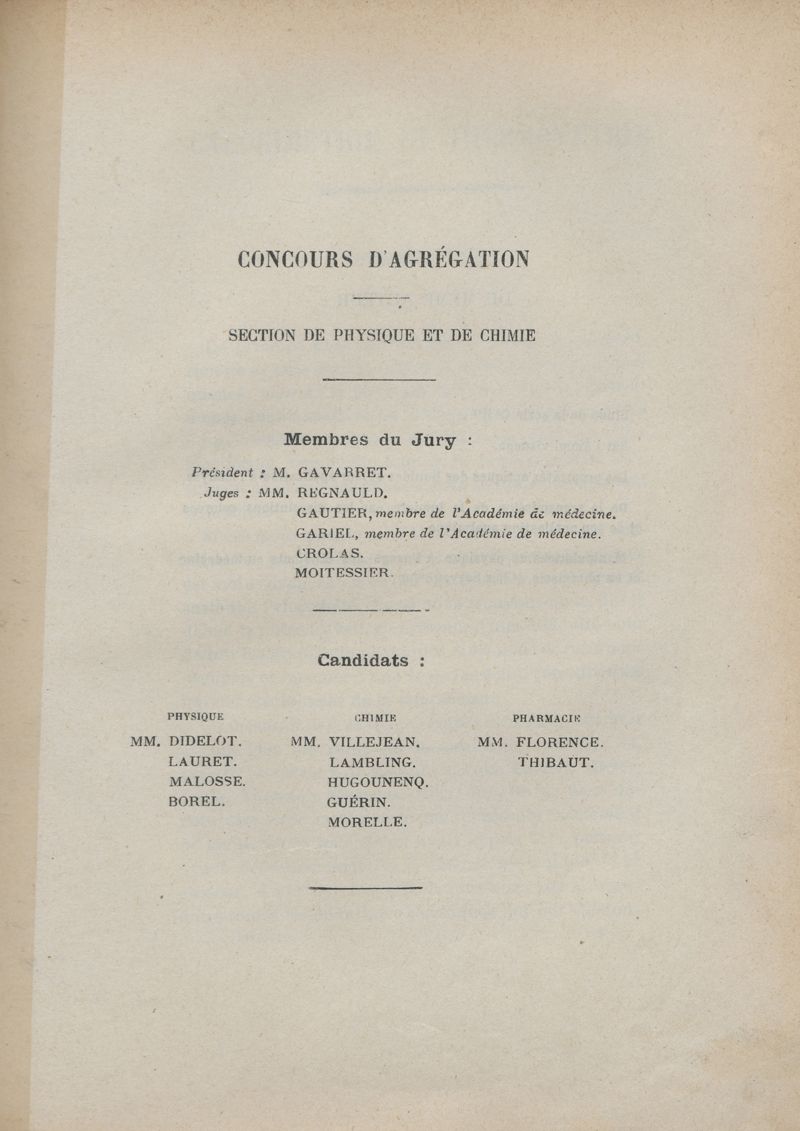 CONCOURS D'AGRÉGATION
SECTION DE PHYSIQUE ET DE CHIMIE
Membres du Jury :
Président : M. GAVARRET.
Juges : MM. REGNAULD.
GAUTIER, membre de l'Académie de médecine.
GARIEL, membre de l'Académie de médecine.
CROLAS.
MOITESSIER.
Candidats :
PHYSIQUE CHIMIE PHARMACIE
MM. DIDELOT. MM. VILLEJEAN. MM. FLORENCE.
LAURET. LAMBLING. THIBAUT.
MALOSSE. HUGOUNENQ.
BOREL. GUÉRIN.
MORELLE.